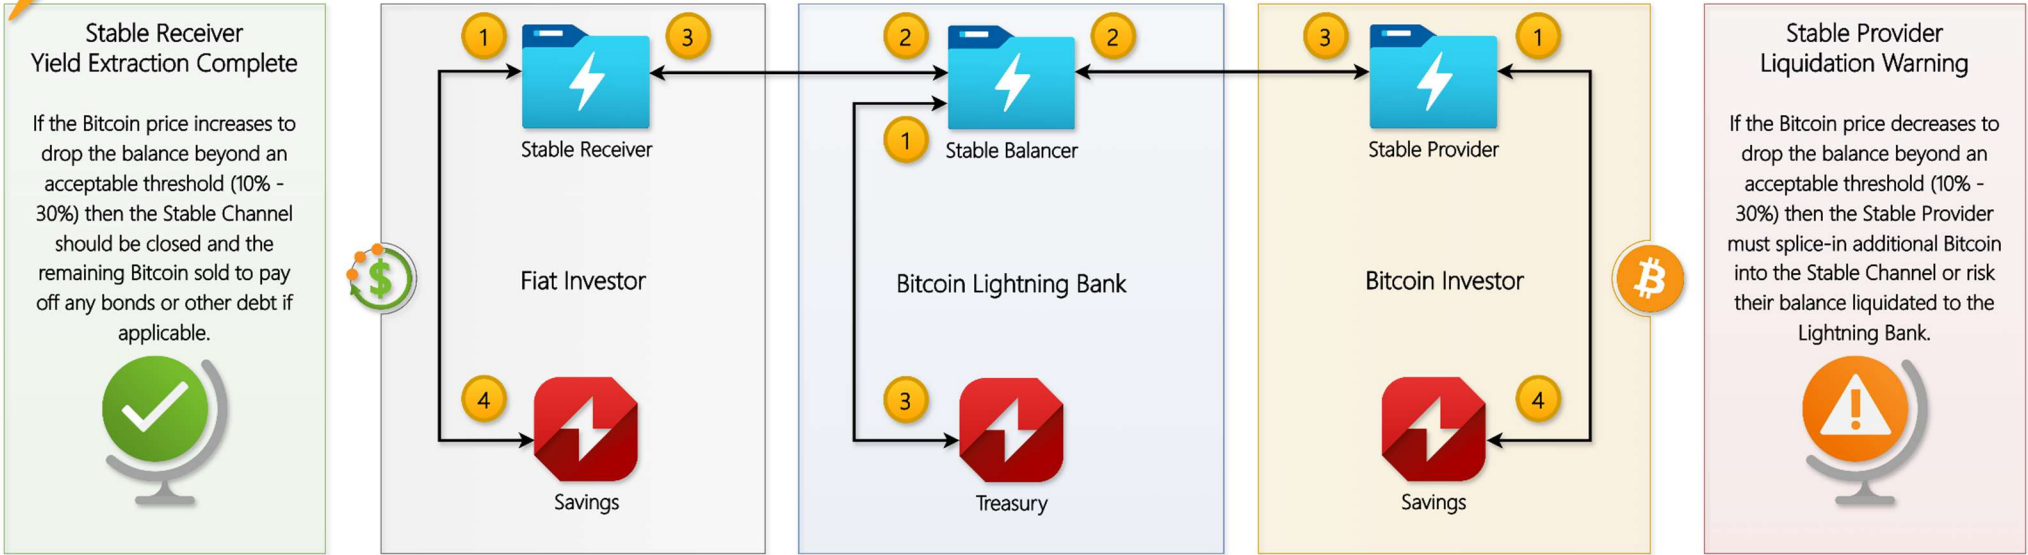 Stable Receiver
Yield Extraction Complete
If the Bitcoin price increases to
drop the balance beyond an
acceptable threshold (10% -
30%) then the Stable Channel
should be closed and the
remaining Bitcoin sold to pay
off any bonds or other debt if
applicable.
1
3
Stable Receiver
$
Fiat Investor
4
Savings
2
2
1
Stable Balancer
Bitcoin Lightning Bank
3
Treasury
3
1
Stable Provider
Bitcoin Investor
₿
4
Savings
Stable Provider
Liquidation Warning
If the Bitcoin price decreases to
drop the balance beyond an
acceptable threshold (10% -
30%) then the Stable Provider
must splice-in additional Bitcoin
into the Stable Channel or risk
their balance liquidated to the
Lightning Bank.
!